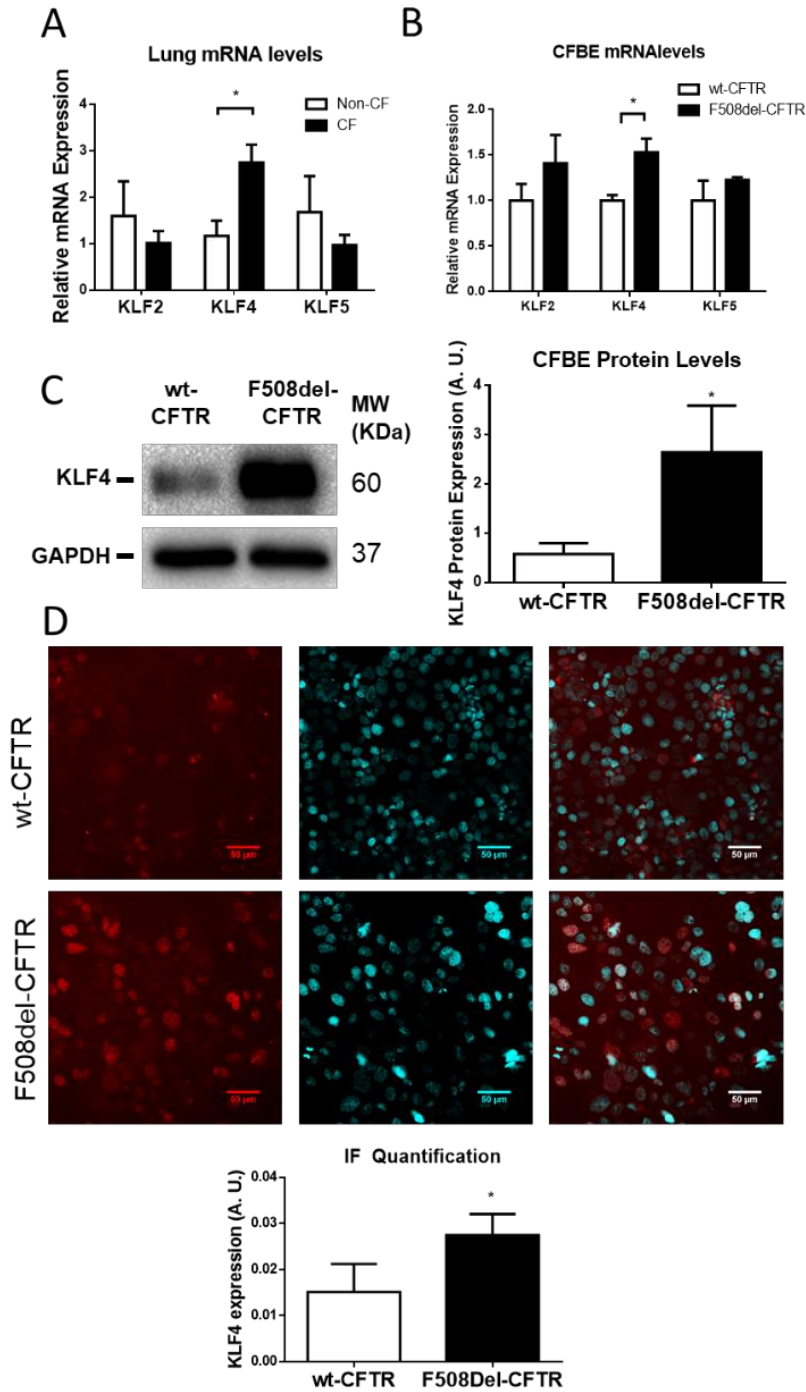 A
Lung mRNA levels
Relative mRNA Expression
4
3
2
1
0
*
Non-CF
CF
KLF2 KLF4 KLF5
B
CFBE mRNAlevels
Relative mRNA Expression
2.0
1.5
1.0
0.5
0.0
*
wt-CFTR
F508del-CFTR
KLF2 KLF4 KLF5
C
wt-
CFTR
F508del-
CFTR
MW
(KDa)
KLF4
60
GAPDH
37
CFBE Protein Levels
KLF4 Protein Expression (A. U.)
4
3
2
1
0
*
wt-CFTR F508del-CFTR
D
wt-CFTR
50 µm
50 µm
50 µm
F508del-CFTR
50 µm
50 µm
50 µm
IF Quantification
KLF4 expression (A. U.)
0.04
0.03
0.02
0.01
0.00
*
wt-CFTR F508Del-CFTR